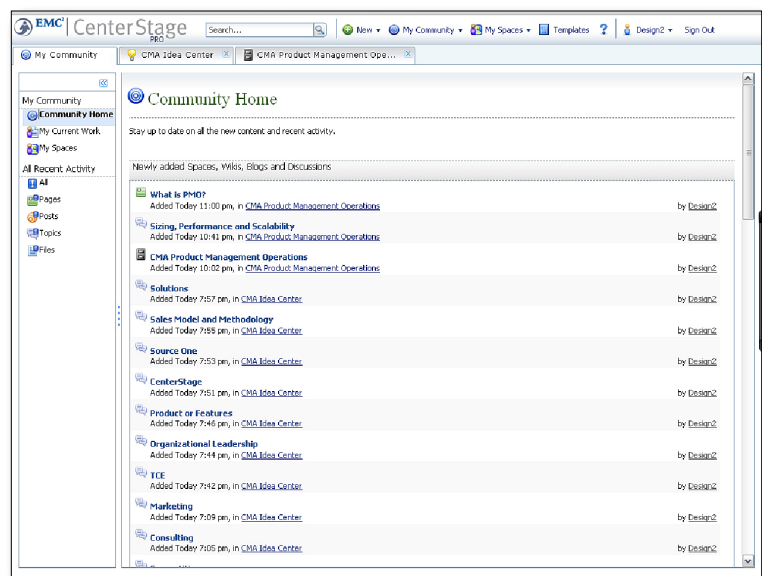 EMC² CenterStage PRO Search... New My Community My Spaces Templates ? Design2 Sign Out
My Community CMA Idea Center CMA Product Management Ope...
My Community
Community Home
My Current Work
My Spaces
All Recent Activity
All
Pages
Posts
Topics
Files
Community Home
Stay up to date on all the new content and recent activity.
Newly added Spaces, Wikis, Blogs and Discussions
What is PMO?
Added Today 11:00 pm, in CMA Product Management Operations by Design2
Sizing, Performance and Scalability
Added Today 10:41 pm, in CMA Product Management Operations by Design2
CMA Product Management Operations
Added Today 10:02 pm, in CMA Product Management Operations by Design2
Solutions
Added Today 7:57 pm, in CMA Idea Center by Design2
Sales Model and Methodology
Added Today 7:55 pm, in CMA Idea Center by Design2
Source One
Added Today 7:53 pm, in CMA Idea Center by Design2
CenterStage
Added Today 7:51 pm, in CMA Idea Center by Design2
Product or Features
Added Today 7:46 pm, in CMA Idea Center by Design2
Organizational Leadership
Added Today 7:44 pm, in CMA Idea Center by Design2
TCE
Added Today 7:42 pm, in CMA Idea Center by Design2
Marketing
Added Today 7:09 pm, in CMA Idea Center by Design2
Consulting
Added Today 7:05 pm, in CMA Idea Center by Design2